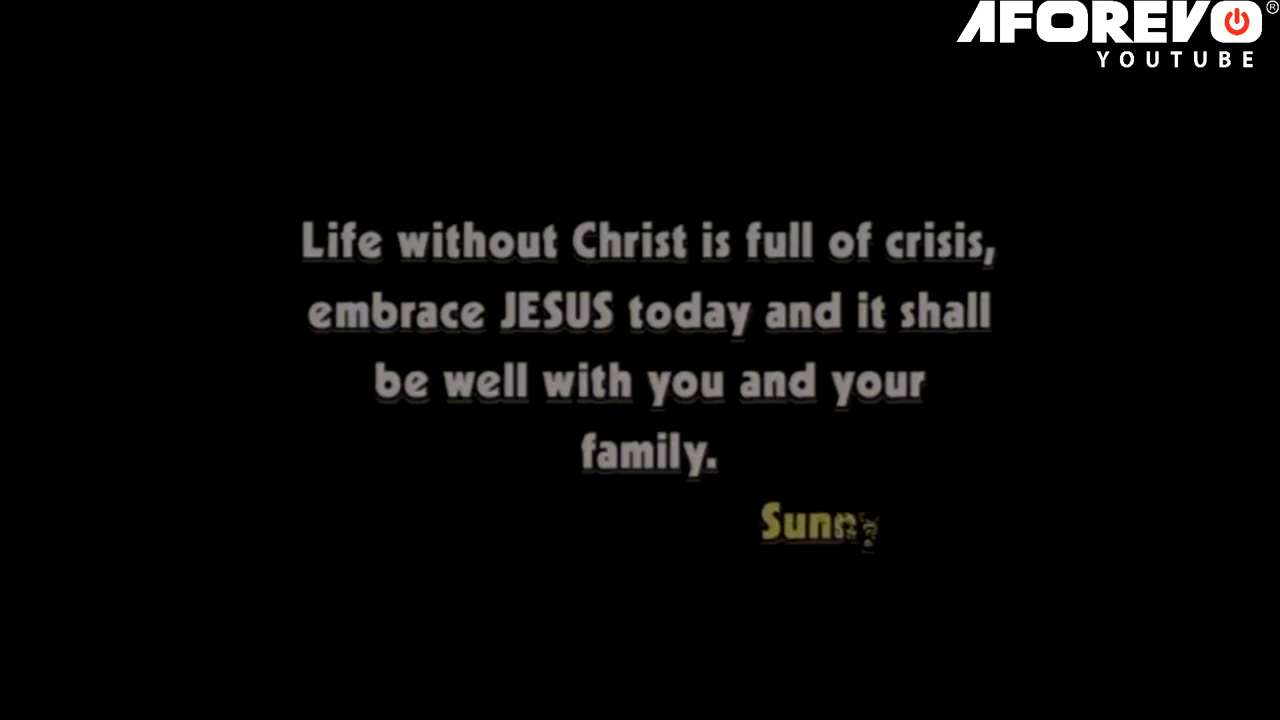 AFOREVO®
YOUTUBE
Life without Christ is full of crisis,
embrace JESUS today and it shall
be well with you and your
family.